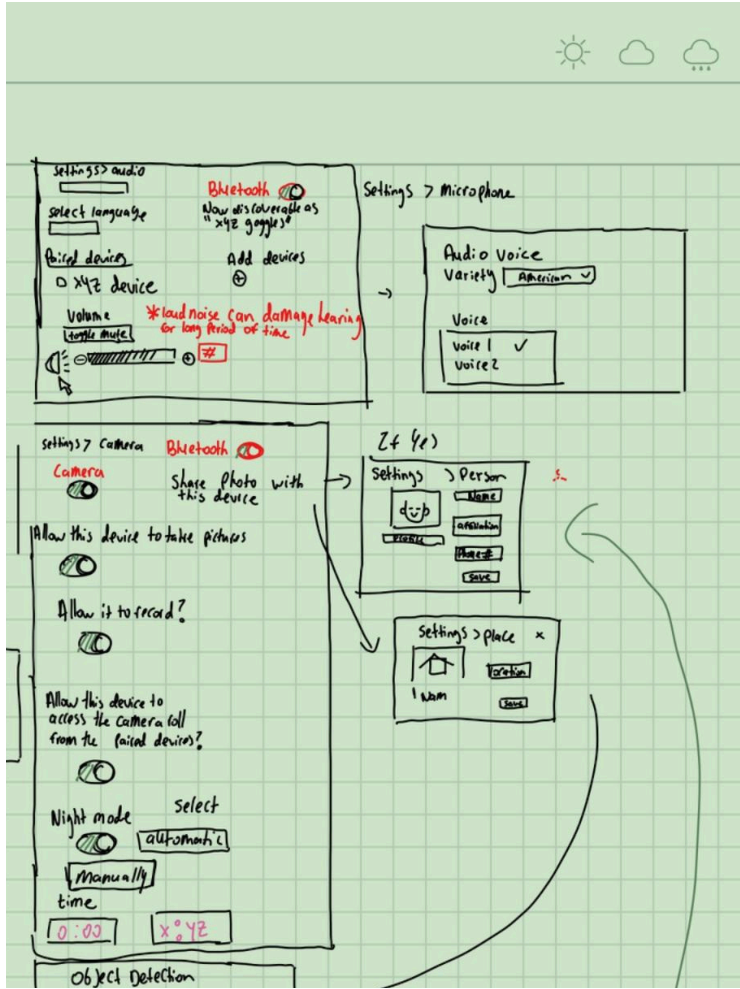 Settings > audio
Bluetooth
Now discoverable as
"xyz goggles"
select language
Paired devices
xyz device
Add devices
Volume
toggle mute
*loud noise can damage hearing
for long Period of time
#
Settings > Microphone
Audio Voice
Variety American
Voice
voice 1 ✓
voice 2
settings > Camera
Bluetooth
Camera
Share Photo with
this device
Allow this device to take pictures
Allow it to record?
Allow this device to
access the camera roll
from the Paired devices?
Night mode
select
automatic
Manually
time
0:00
x:yz
If Yes
Settings > Person
Name
Phone #
save
Settings > place x
location
Nam
save
Object Detection